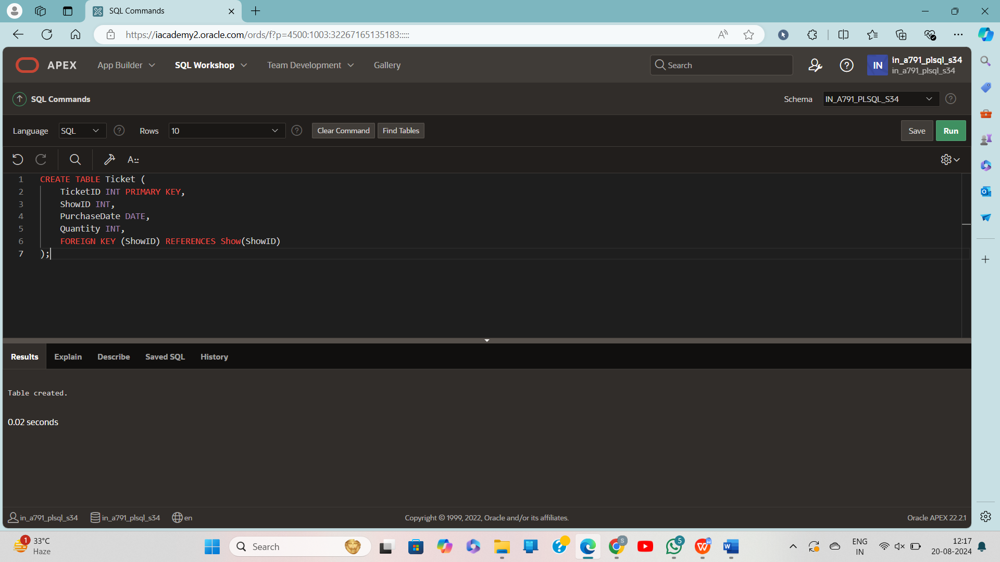 SQL Commands
https://iacademy2.oracle.com/ords/f?p=4500:1003:32267165135183:::::
APEX App Builder SQL Workshop Team Development Gallery Search IN in_a791_plsql_s34
in_a791_plsql_s34
SQL Commands Schema IN_A791_PLSQL_S34
Language SQL Rows 10 Clear Command Find Tables Save Run
A::
1 CREATE TABLE Ticket (
2 TicketID INT PRIMARY KEY,
3 ShowID INT,
4 PurchaseDate DATE,
5 Quantity INT,
6 FOREIGN KEY (ShowID) REFERENCES Show(ShowID)
7 );
Results Explain Describe Saved SQL History
Table created.
0.02 seconds
in_a791_plsql_s34 in_a791_plsql_s34 en Copyright © 1999, 2022, Oracle and/or its affiliates. Oracle APEX 22.2.1
1 33°C
Haze
Search
S
5
ENG
IN
12:17
20-08-2024